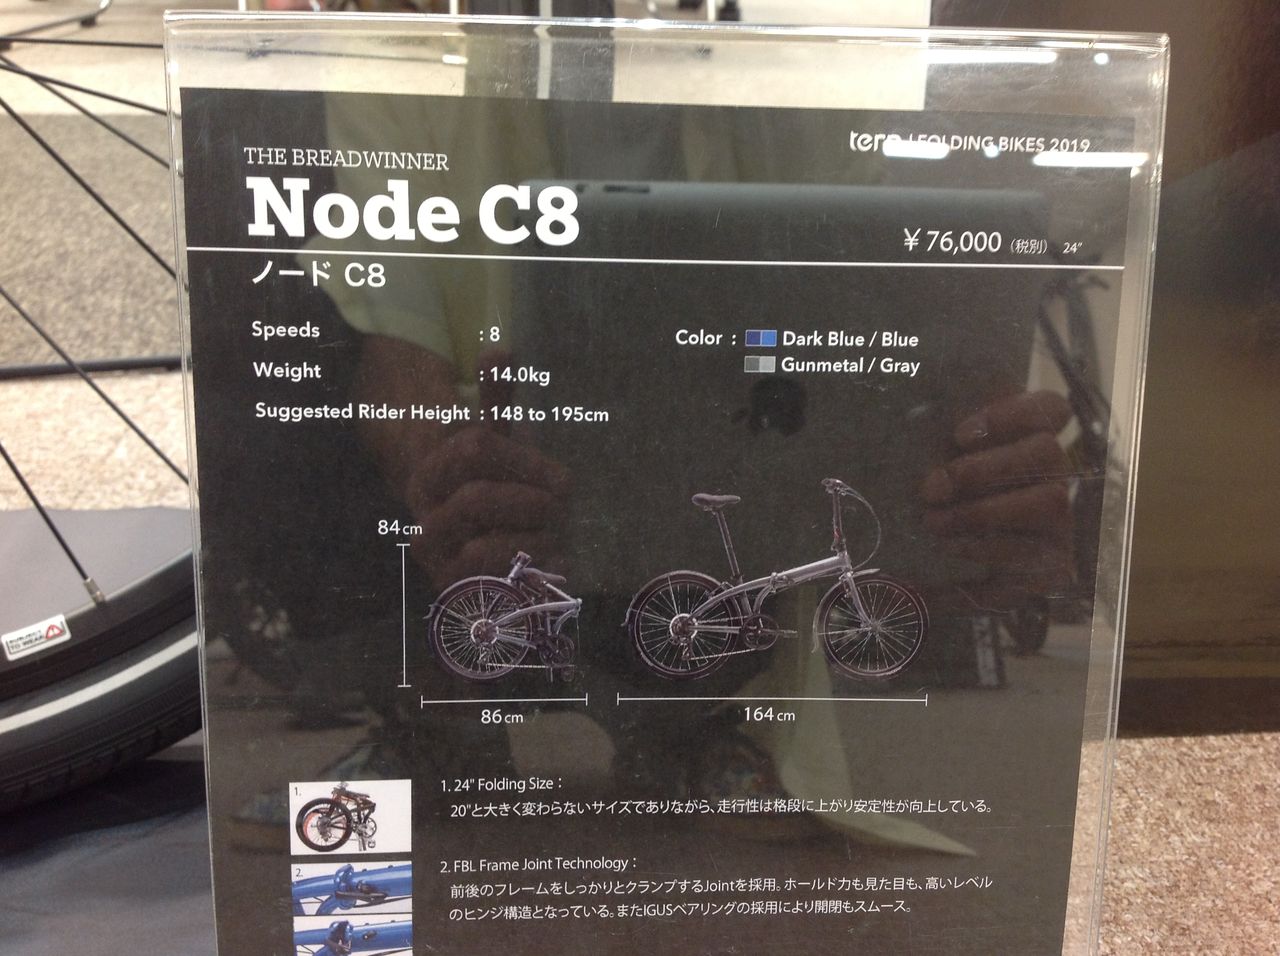 tern | FOLDING BIKES 2019
THE BREADWINNER
Node C8
￥76,000（税別） 24"
ノード C8
Speeds : 8
Weight : 14.0kg
Suggested Rider Height : 148 to 195cm
Color : Dark Blue / Blue
Gunmetal / Gray
84cm
86cm
164cm
1.
1. 24" Folding Size：
20"と大きく変わらないサイズでありながら、走行性は格段に上がり安定性が向上している。
2.
2. FBL Frame Joint Technology：
前後のフレームをしっかりとクランプするJointを採用。ホールド力も見た目も、高いレベル
のヒンジ構造となっている。またIGUSベアリングの採用により開閉もスムース。
TO WEAR